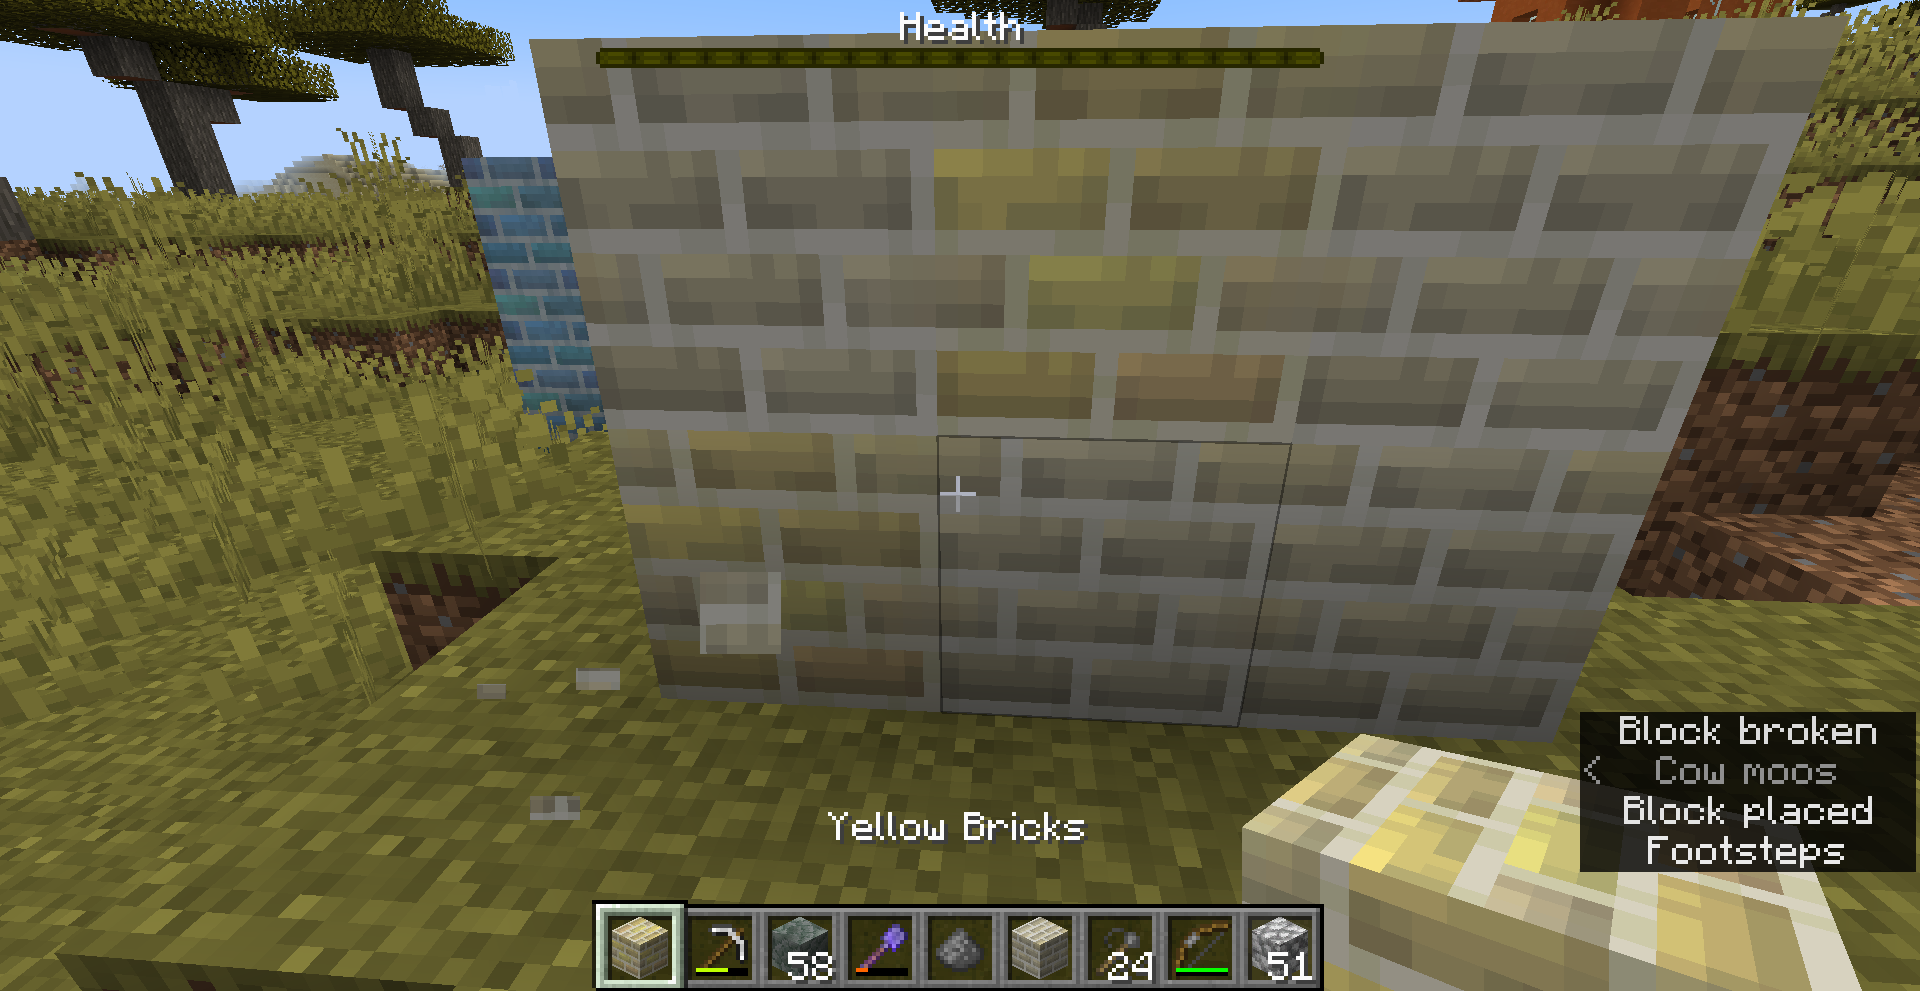 Health
Block broken
< Cow moos
Block placed
Footsteps
Yellow Bricks
58
24
51